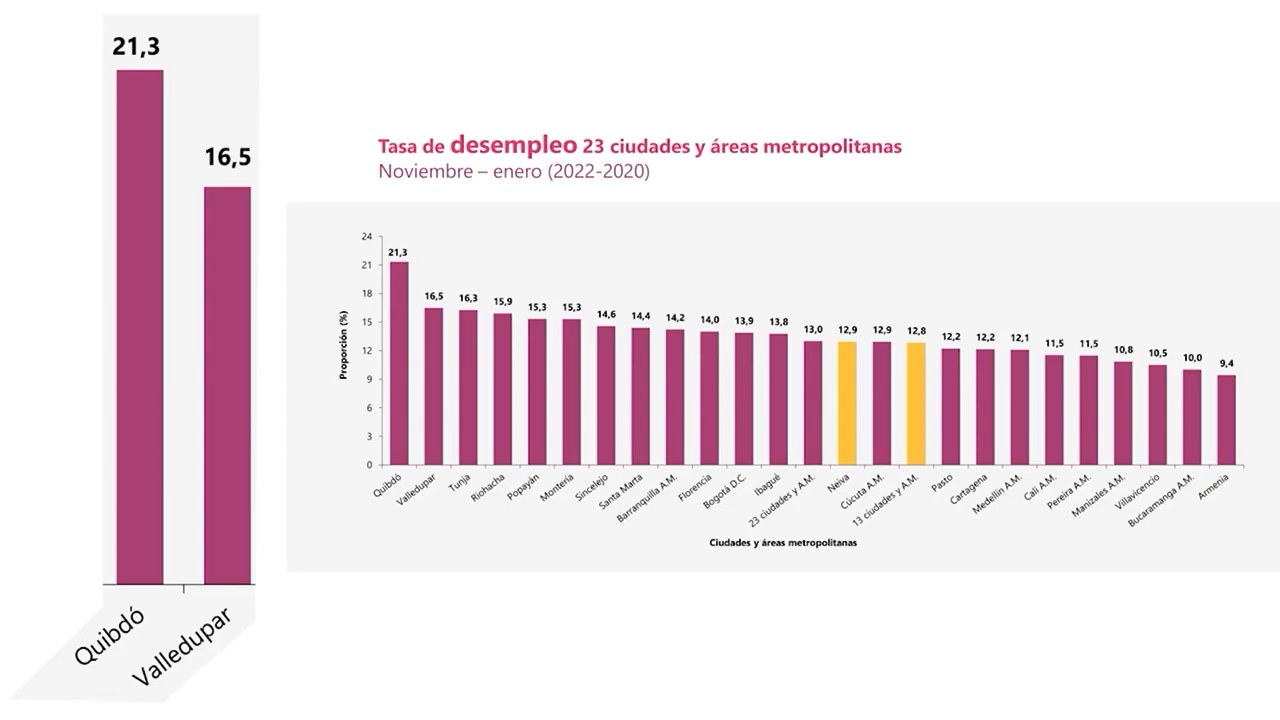 21,3
16,5
Quibdó
Valledupar
Tasa de desempleo 23 ciudades y áreas metropolitanas
Noviembre – enero (2022-2020)
Proporción (%)
24
21
18
15
12
9
6
3
0
21,3
16,5
16,3
15,9
15,3
15,3
14,6
14,4
14,2
14,0
13,9
13,8
13,0
12,9
12,9
12,8
12,2
12,2
12,1
11,5
11,5
10,8
10,5
10,0
9,4
Quibdó
Valledupar
Tunja
Riohacha
Popayán
Montería
Sincelejo
Santa Marta
Barranquilla A.M.
Florencia
Bogotá D.C.
Ibagué
23 ciudades y A.M.
Neiva
Cúcuta A.M.
13 ciudades y A.M.
Pasto
Cartagena
Medellín A.M.
Cali A.M.
Pereira A.M.
Manizales A.M.
Villavicencio
Bucaramanga A.M.
Armenia
Ciudades y áreas metropolitanas